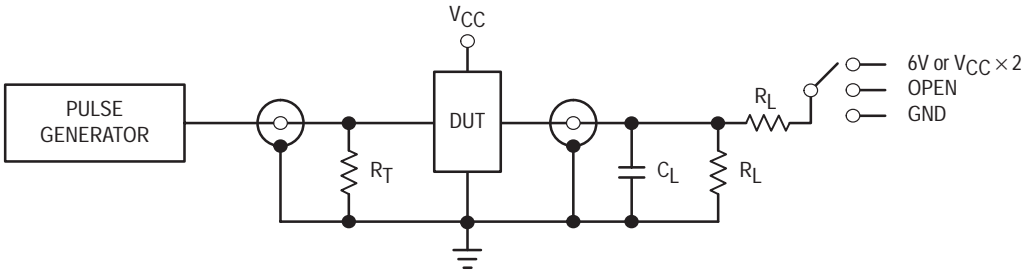 VCC
PULSE
GENERATOR
DUT
RT
CL
RL
RL
6V or VCC × 2
OPEN
GND